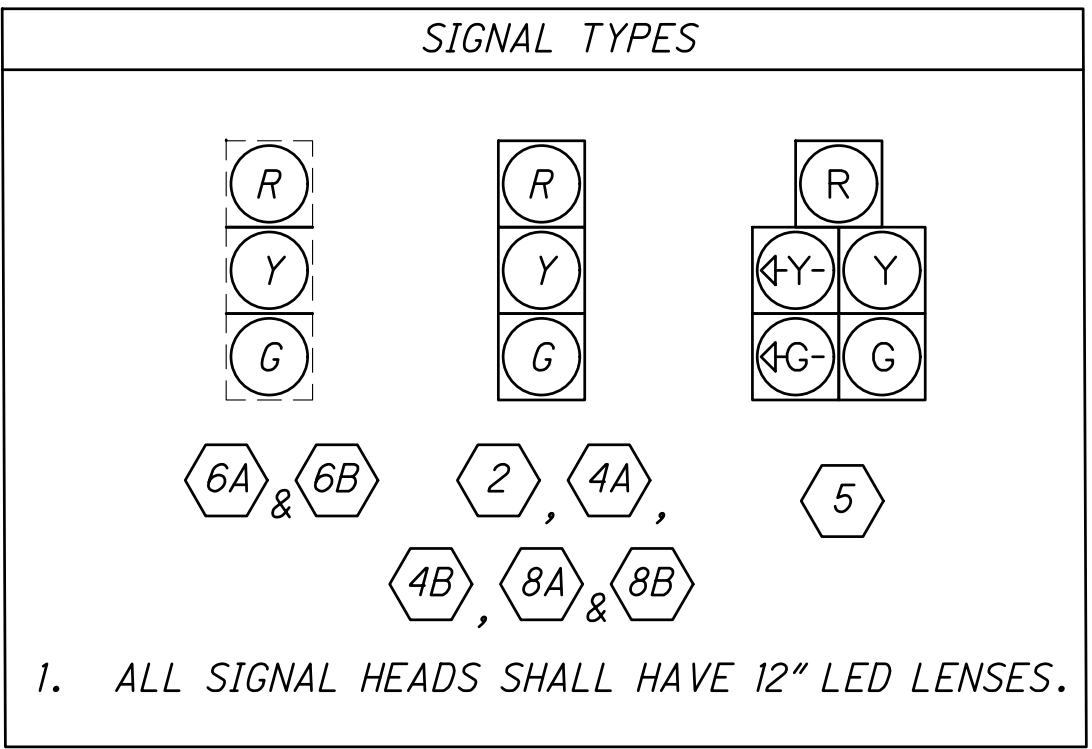 SIGNAL TYPES
R R R
Y Y Y Y
G G G G
6A & 6B 2 , 4A , 5
4B , 8A & 8B
1. ALL SIGNAL HEADS SHALL HAVE 12" LED LENSES.